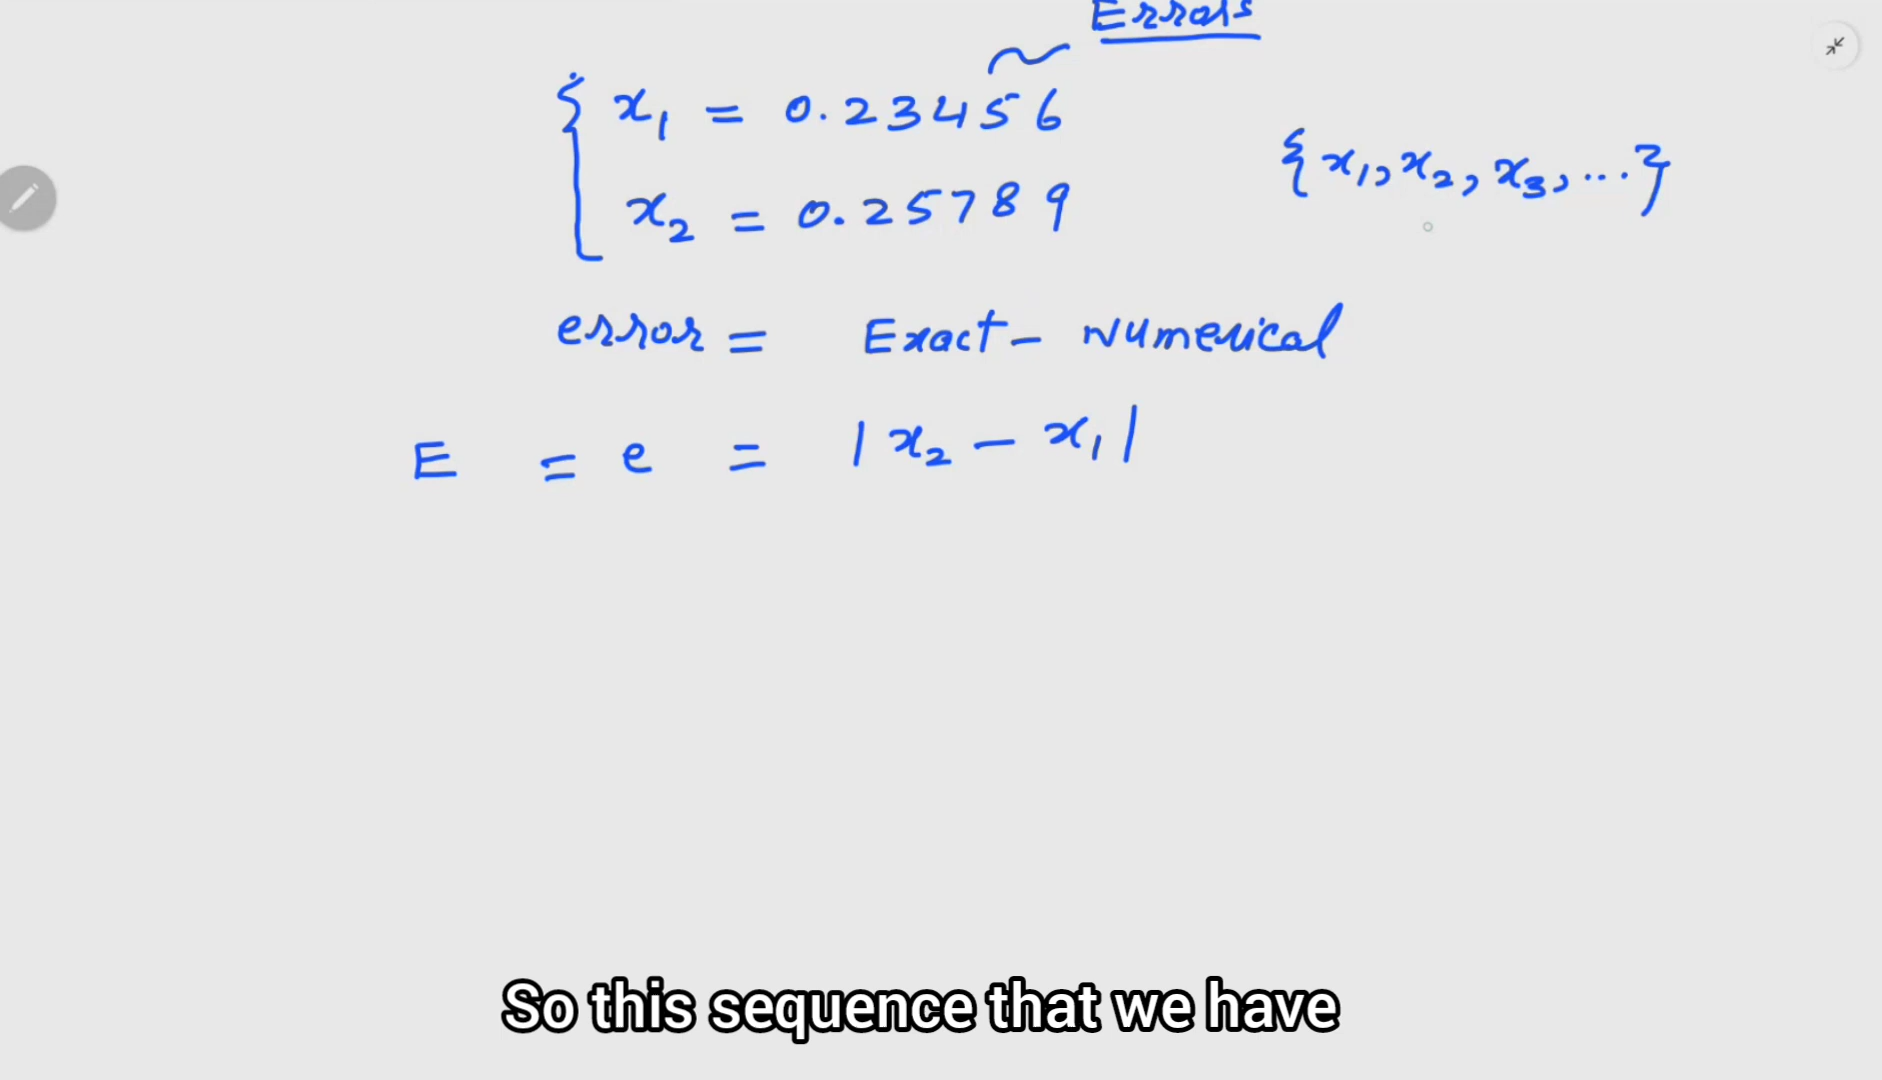 Errors
x₁ = 0.23456
{x₁, x₂, x₃, ...}
x₂ = 0.25789
error = Exact - Numerical
E = e = |x₂ - x₁|
So this sequence that we have